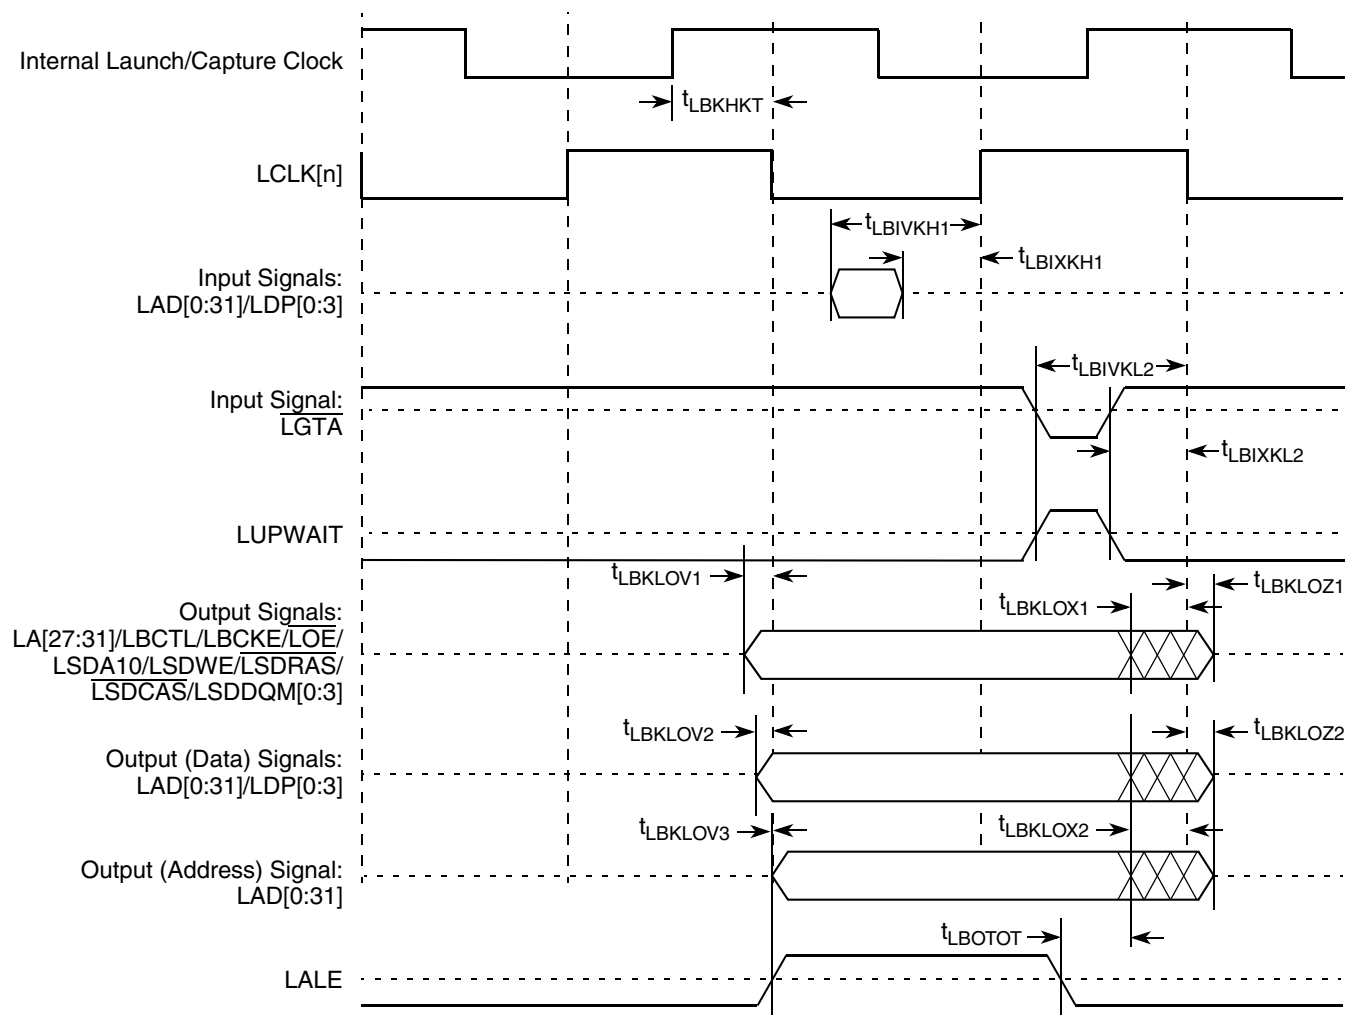 Internal Launch/Capture Clock
tLBKHKT
LCLK[n]
tLBIVKH1
tLBIXKH1
Input Signals:
LAD[0:31]/LDP[0:3]
tLBIVKL2
Input Signal:
LGTA
tLBIXKL2
LUPWAIT
tLBKLOV1
tLBKLOZ1
tLBKLOX1
Output Signals:
LA[27:31]/LBCTL/LBCKE/LOE/
LSDA10/LSDWE/LSDRAS/
LSDCAS/LSDDQM[0:3]
tLBKLOV2
tLBKLOZ2
Output (Data) Signals:
LAD[0:31]/LDP[0:3]
tLBKLOV3
tLBKLOX2
Output (Address) Signal:
LAD[0:31]
tLBOTOT
LALE